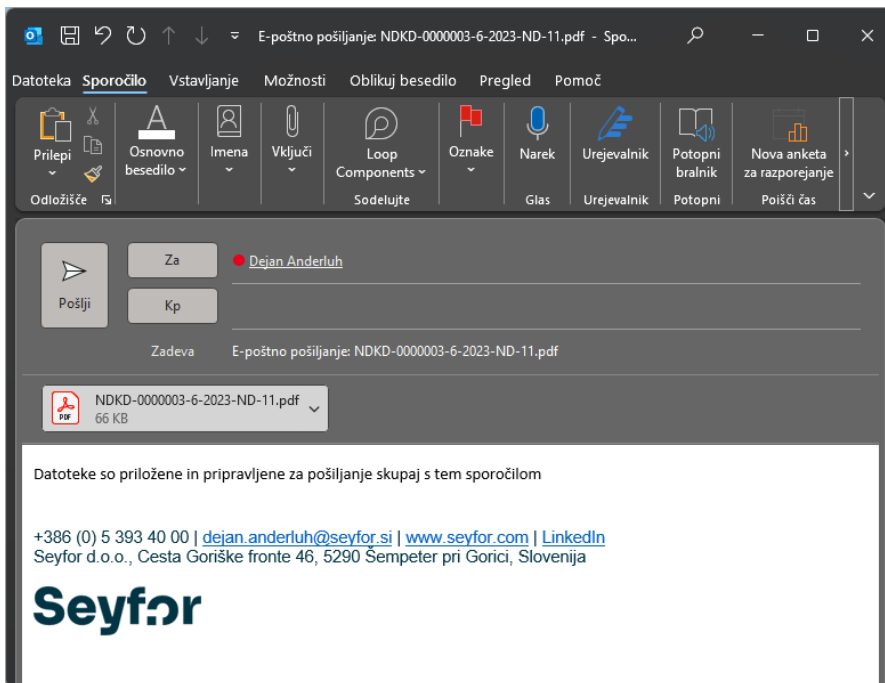 E-poštno pošiljanje: NDKD-0000003-6-2023-ND-11.pdf - Spo...
Datoteka Sporočilo Vstavljanje Možnosti Oblikuj besedilo Pregled Pomoč
Prilepi
Osnovno besedilo
Imena
Vključi
Loop Components
Oznake
Narek
Urejevalnik
Potopni bralnik
Nova anketa za razporejanje
Odložišče Sodelujte Glas Urejevalnik Potopni Poišči čas
Pošlji
Za Dejan Anderluh
Kp
Zadeva E-poštno pošiljanje: NDKD-0000003-6-2023-ND-11.pdf
PDF
NDKD-0000003-6-2023-ND-11.pdf
66 KB
Datoteke so priložene in pripravljene za pošiljanje skupaj s tem sporočilom
+386 (0) 5 393 40 00 | dejan.anderluh@seyfor.si | www.seyfor.com | LinkedIn
Seyfor d.o.o., Cesta Goriške fronte 46, 5290 Šempeter pri Gorici, Slovenija
Seyfor